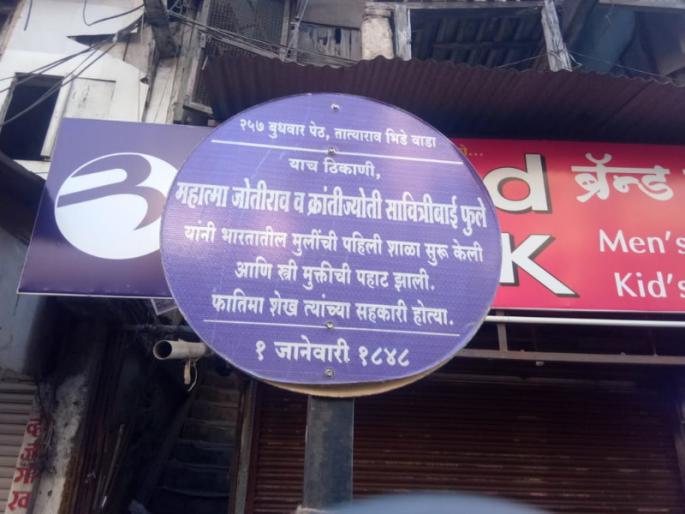 २५७ बुधवार पेठ, तात्याराव भिडे वाडा
याच ठिकाणी,
महात्मा जोतीराव व क्रांतीज्योती सावित्रीबाई फुले
यांनी भारतातील मुलींची पहिली शाळा सुरू केली
आणि स्त्री मुक्तीची पहाट झाली.
फातिमा शेख त्यांच्या सहकारी होत्या.
१ जानेवारी १८४८
ब्रॅन्ड
Men's
Kid's